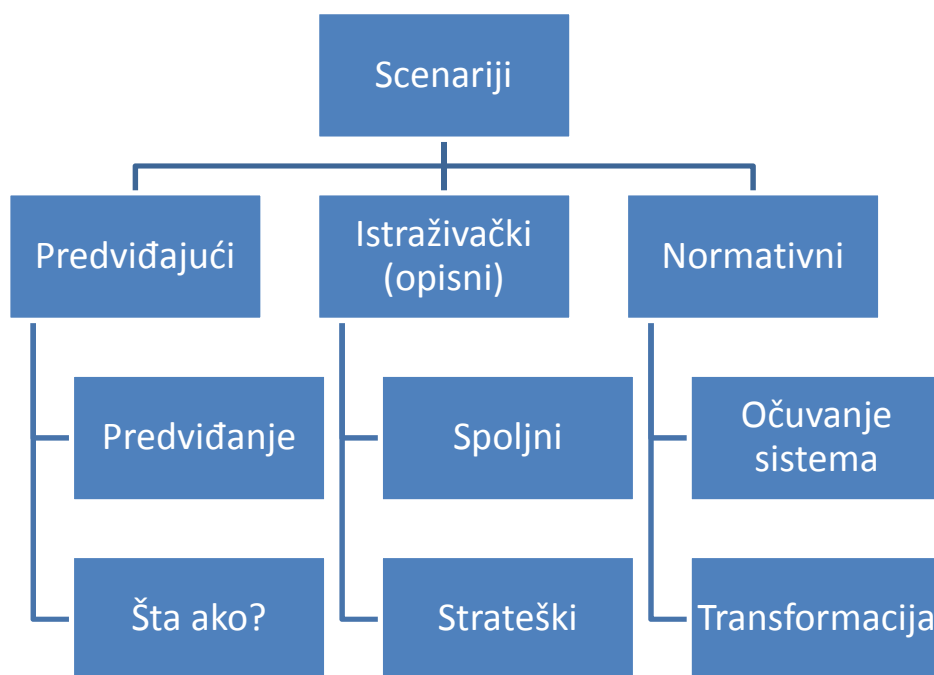 Scenariji
Predviđajući
Istraživački
(opisni)
Normativni
Predviđanje
Spoljni
Očuvanje
sistema
Šta ako?
Strateški
Transformacija